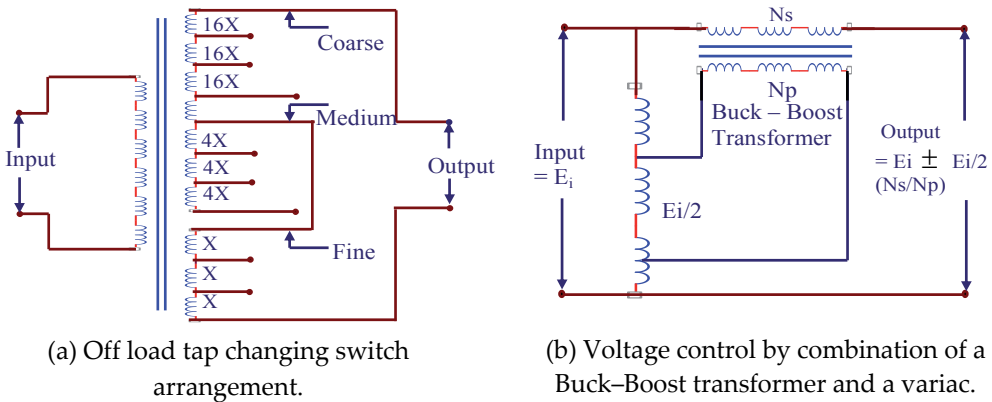 16X
Coarse
16X
16X
Medium
Input
4X
4X
4X
Output
X
Fine
X
X
(a) Off load tap changing switch
arrangement.
Ns
Np
Buck – Boost
Transformer
Input
= Ei
Ei/2
Output
= Ei ± Ei/2
(Ns/Np)
(b) Voltage control by combination of a
Buck–Boost transformer and a variac.